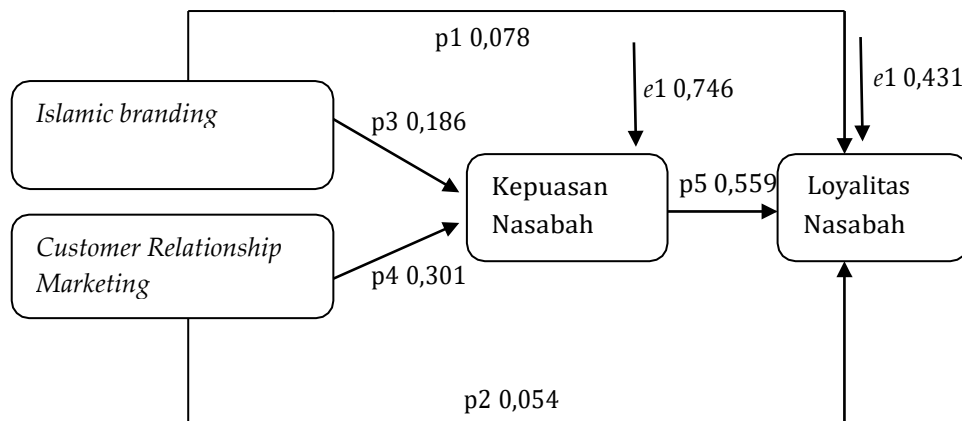 p1 0,078
e1 0,746
e1 0,431
Islamic branding
p3 0,186
Kepuasan
Nasabah
p5 0,559
Loyalitas
Nasabah
Customer Relationship
Marketing
p4 0,301
p2 0,054